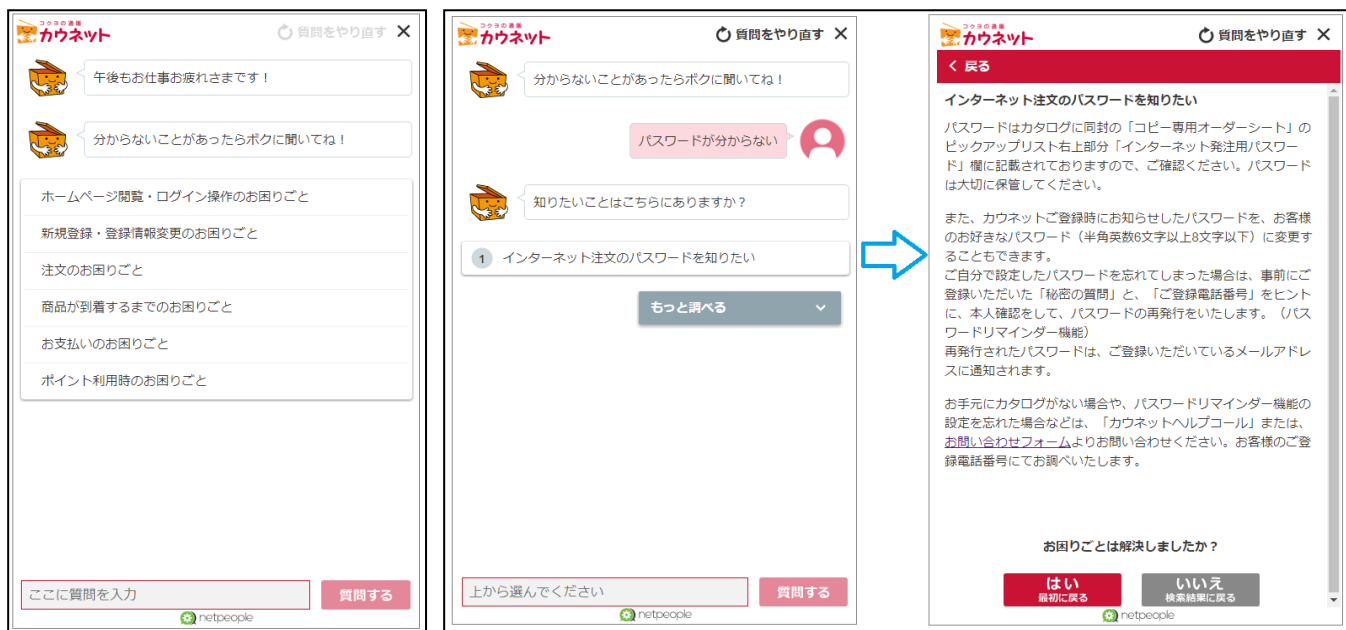 コクヨの通販
カウネット
質問をやり直す ×
午後もお仕事お疲れさまです！
分からないことがあったらボクに聞いてね！
ホームページ閲覧・ログイン操作のお困りごと
新規登録・登録情報変更のお困りごと
注文のお困りごと
商品が到着するまでのお困りごと
お支払いのお困りごと
ポイント利用時のお困りごと
ここに質問を入力
質問する
netpeople
コクヨの通販
カウネット
質問をやり直す ×
分からないことがあったらボクに聞いてね！
パスワードが分からない
知りたいことはこちらにありますか？
1 インターネット注文のパスワードを知りたい
もっと調べる
上から選んでください
質問する
netpeople
コクヨの通販
カウネット
質問をやり直す ×
< 戻る
インターネット注文のパスワードを知りたい
パスワードはカタログに同封の「コピー専用オーダーシート」の
ピックアップリスト右上部分「インターネット発注用パスワー
ド」欄に記載されておりますので、ご確認ください。パスワード
は大切に保管してください。
また、カウネットご登録時にお知らせしたパスワードを、お客様
のお好きなパスワード（半角英数6文字以上8文字以下）に変更す
ることもできます。
ご自分で設定したパスワードを忘れてしまった場合は、事前にご
登録いただいた「秘密の質問」と、「ご登録電話番号」をヒント
に、本人確認をして、パスワードの再発行をいたします。（パス
ワードリマインダー機能）
再発行されたパスワードは、ご登録いただいているメールアドレ
スに通知されます。
お手元にカタログがない場合や、パスワードリマインダー機能の
設定を忘れた場合などは、「カウネットヘルプコール」または、
お問い合わせフォームよりお問い合わせください。お客様のご登
録電話番号にてお調べいたします。
お困りごとは解決しましたか？
はい
最初に戻る
いいえ
検索結果に戻る
netpeople